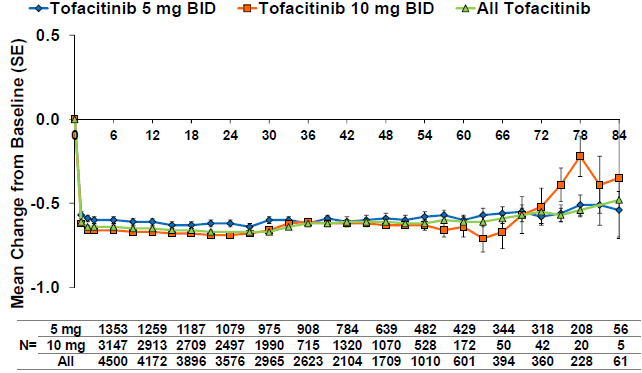 Tofacitinib 5 mg BID Tofacitinib 10 mg BID All Tofacitinib
Mean Change from Baseline (SE)
0.5
0.0
-0.5
-1.0
0 6 12 18 24 30 36 42 48 54 60 66 72 78 84
5 mg 1353 1259 1187 1079 975 908 784 639 482 429 344 318 208 56
N= 10 mg 3147 2913 2709 2497 1990 715 1320 1070 528 172 50 42 20 5
All 4500 4172 3896 3576 2965 2623 2104 1709 1010 601 394 360 228 61